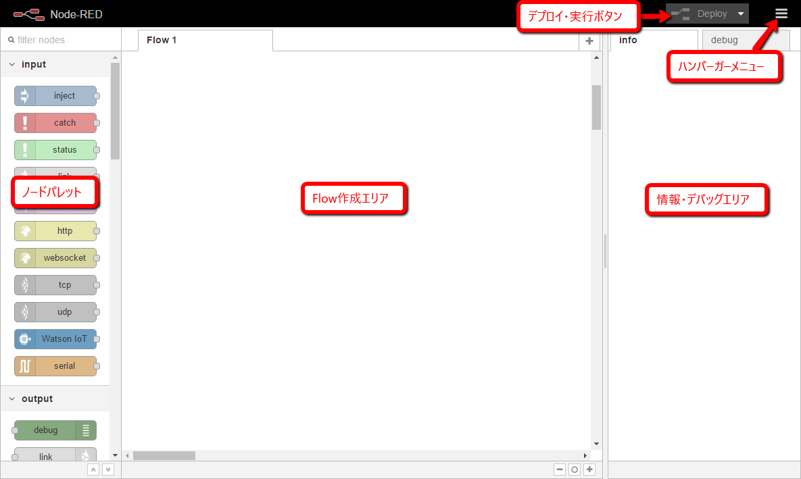 Node-RED
デプロイ・実行ボタン
Deploy
filter nodes
Flow 1
info
debug
ハンバーガーメニュー
input
inject
catch
status
link
ノードパレット
Flow作成エリア
情報・デバッグエリア
http
websocket
tcp
udp
Watson IoT
serial
output
debug
link